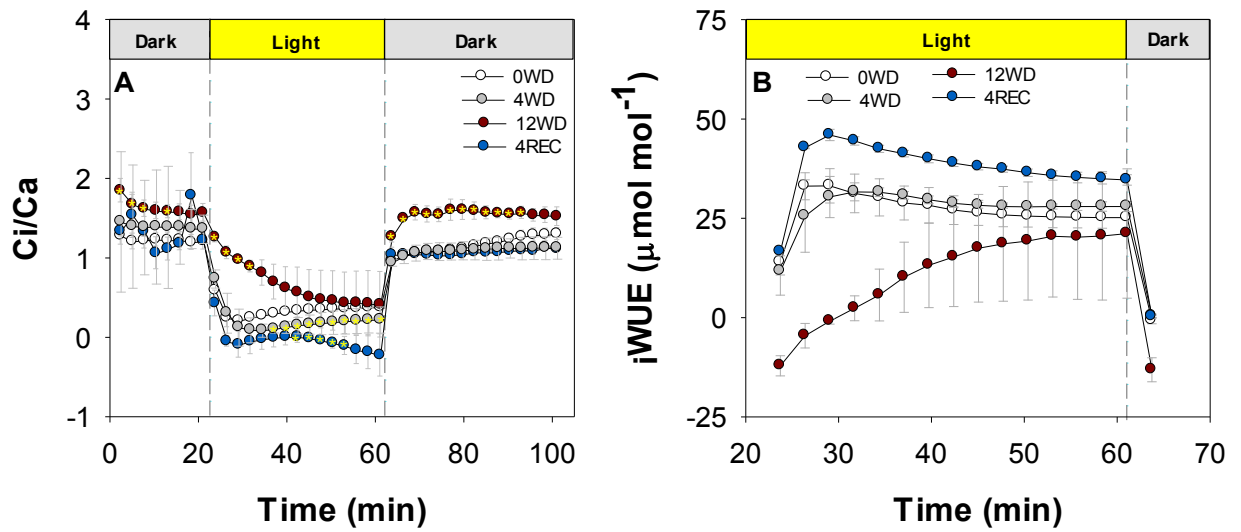 Ci/Ca
4
3
2
1
0
-1
Dark
Light
Dark
A
0WD
4WD
12WD
4REC
0
20
40
60
80
100
Time (min)
iWUE (μmol mol⁻¹)
75
50
25
0
-25
Light
Dark
B
0WD
12WD
4WD
4REC
20
30
40
50
60
70
Time (min)